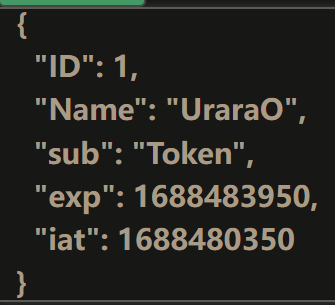 {
"ID": 1,
"Name": "UraraO",
"sub": "Token",
"exp": 1688483950,
"iat": 1688480350
}